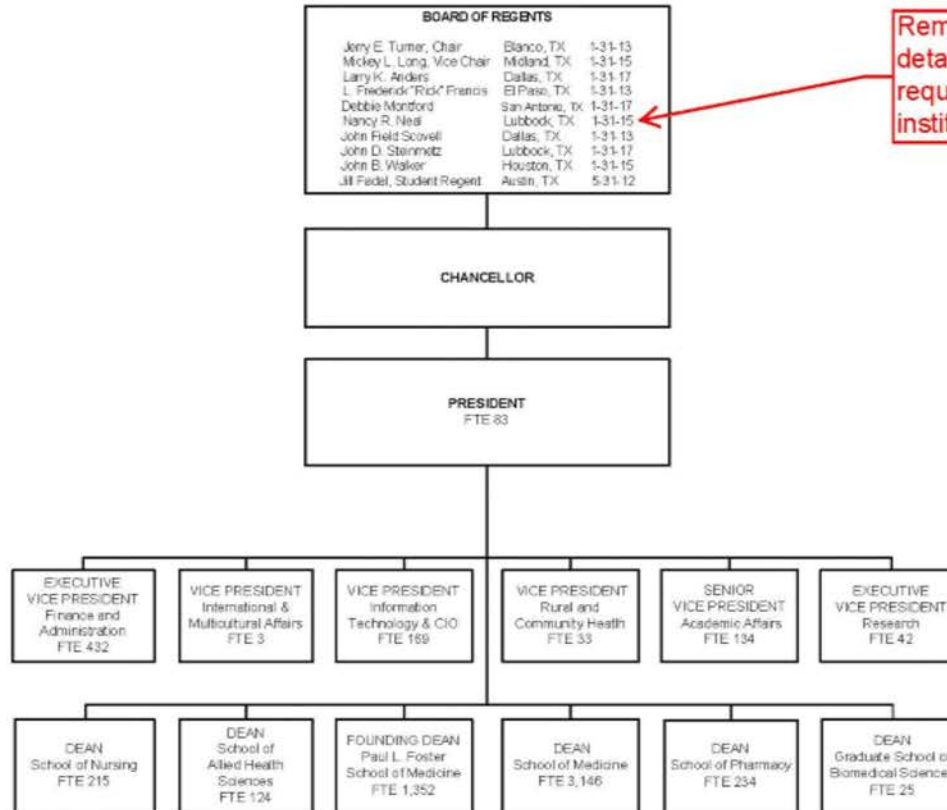 BOARD OF REGENTS
Jerry E. Turner, Chair Blanco, TX 1-31-13
Mickey L. Long, Vice Chair Midland, TX 1-31-15
Larry K. Anders Dallas, TX 1-31-17
L. Frederick "Rick" Francis El Paso, TX 1-31-13
Debbie Montford San Antonio, TX 1-31-17
Nancy R. Neal Lubbock, TX 1-31-15
John Field Scovell Dallas, TX 1-31-13
John D. Steinmetz Lubbock, TX 1-31-17
John B. Walker Houston, TX 1-31-15
Jill Fadal, Student Regent Austin, TX 5-31-12
Rem
deta
requ
instit
CHANCELLOR
PRESIDENT
FTE 83
EXECUTIVE
VICE PRESIDENT
Finance and
Administration
FTE 432
VICE PRESIDENT
International &
Multicultural Affairs
FTE 3
VICE PRESIDENT
Information
Technology & CIO
FTE 169
VICE PRESIDENT
Rural and
Community Health
FTE 33
SENIOR
VICE PRESIDENT
Academic Affairs
FTE 134
EXECUTIVE
VICE PRESIDENT
Research
FTE 42
DEAN
School of Nursing
FTE 215
DEAN
School of
Allied Health
Sciences
FTE 124
FOUNDING DEAN
Paul L. Foster
School of Medicine
FTE 1,352
DEAN
School of Medicine
FTE 3,146
DEAN
School of Pharmacy
FTE 234
DEAN
Graduate School o
Biomedical Science
FTE 25